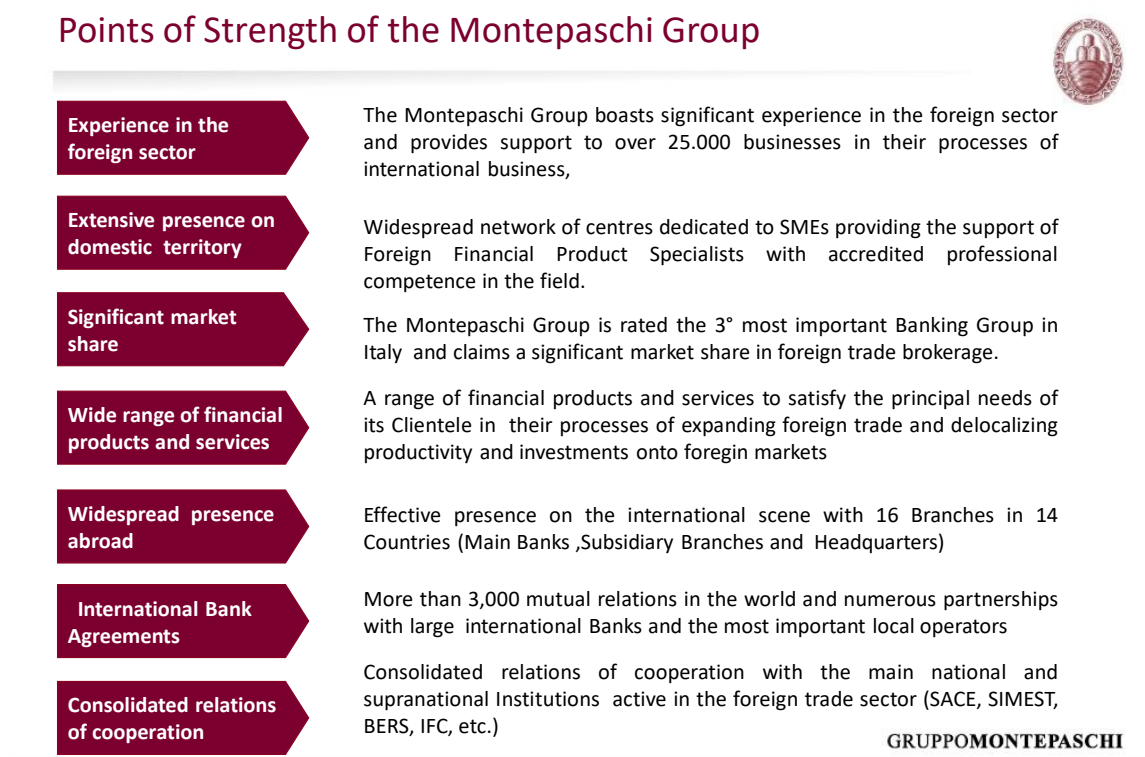 Points of Strength of the Montepaschi Group
Experience in the
foreign sector
The Montepaschi Group boasts significant experience in the foreign sector
and provides support to over 25.000 businesses in their processes of
international business,
Extensive presence on
domestic territory
Widespread network of centres dedicated to SMEs providing the support of
Foreign Financial Product Specialists with accredited professional
competence in the field.
Significant market
share
The Montepaschi Group is rated the 3° most important Banking Group in
Italy and claims a significant market share in foreign trade brokerage.
Wide range of financial
products and services
A range of financial products and services to satisfy the principal needs of
its Clientele in their processes of expanding foreign trade and delocalizing
productivity and investments onto foregin markets
Widespread presence
abroad
Effective presence on the international scene with 16 Branches in 14
Countries (Main Banks ,Subsidiary Branches and Headquarters)
International Bank
Agreements
More than 3,000 mutual relations in the world and numerous partnerships
with large international Banks and the most important local operators
Consolidated relations
of cooperation
Consolidated relations of cooperation with the main national and
supranational Institutions active in the foreign trade sector (SACE, SIMEST,
BERS, IFC, etc.)
GRUPPOMONTEPASCHI